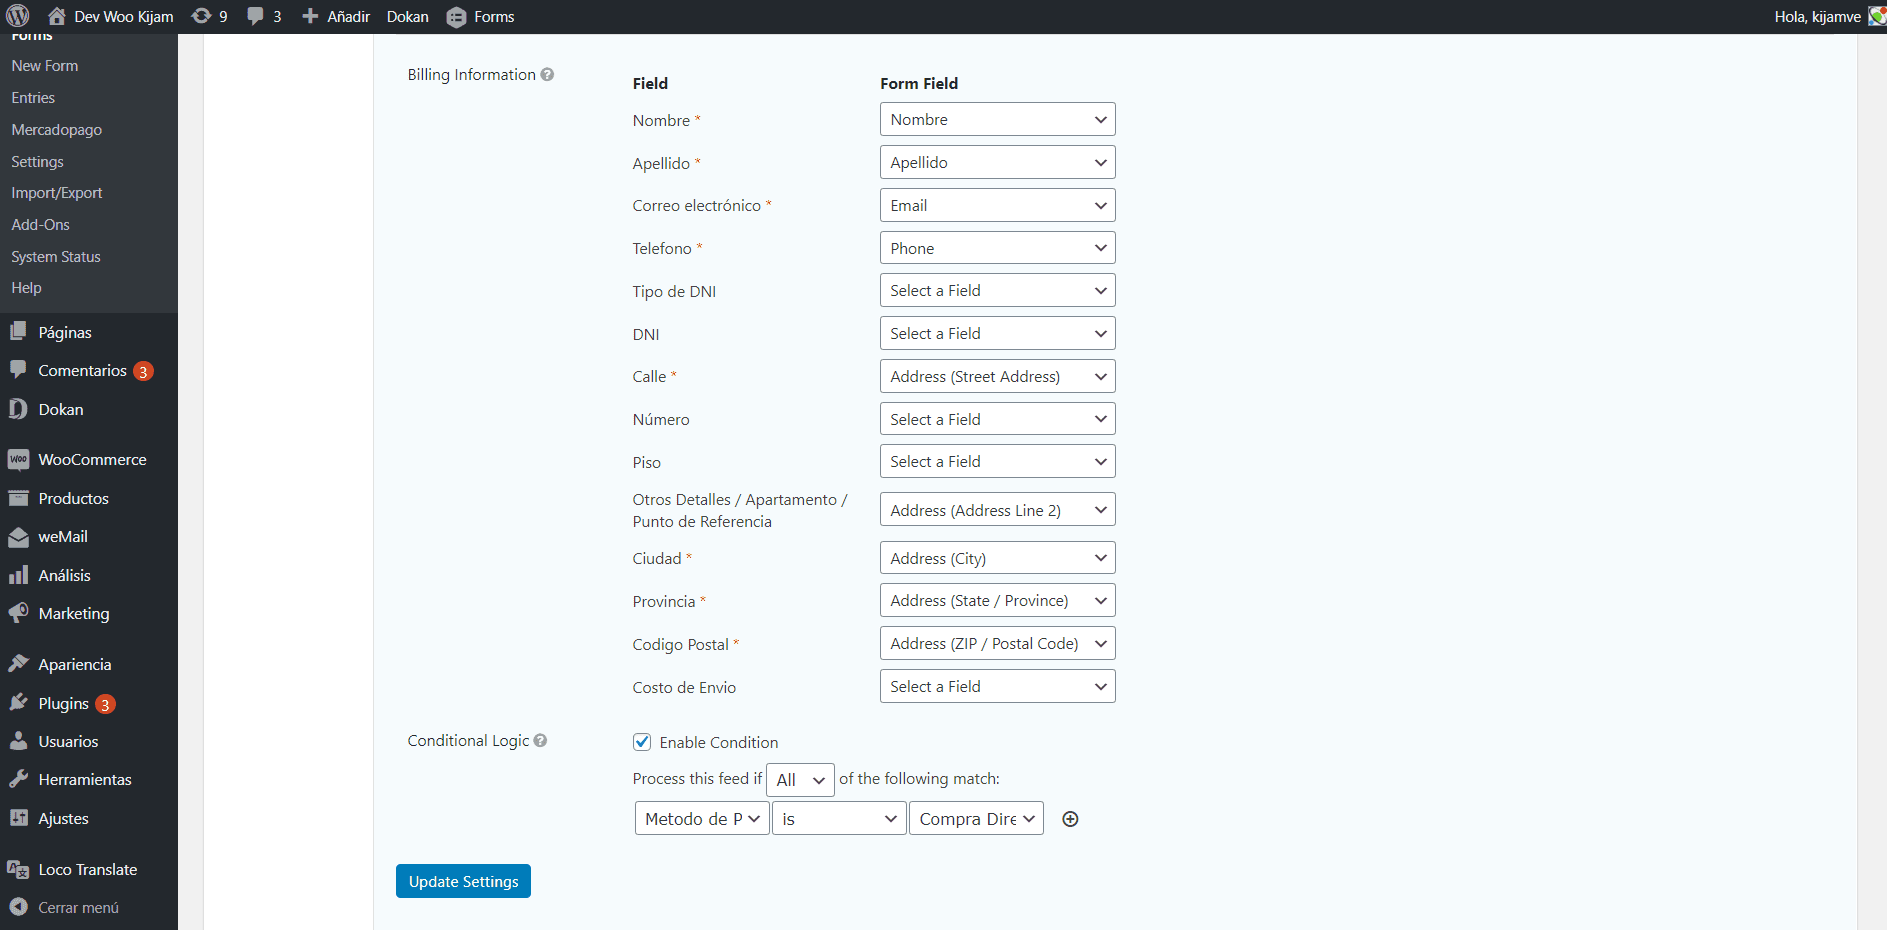 Dev Woo Kijam 9 3 Añadir Dokan Forms Hola, kijamve
Forms
New Form
Entries
Mercadopago
Settings
Import/Export
Add-Ons
System Status
Help
Páginas
Comentarios 3
Dokan
WooCommerce
Productos
weMail
Análisis
Marketing
Apariencia
Plugins 3
Usuarios
Herramientas
Ajustes
Loco Translate
Cerrar menú
Billing Information
Field Form Field
Nombre * Nombre
Apellido * Apellido
Correo electrónico * Email
Telefono * Phone
Tipo de DNI Select a Field
DNI Select a Field
Calle * Address (Street Address)
Número Select a Field
Piso Select a Field
Otros Detalles / Apartamento /
Punto de Referencia Address (Address Line 2)
Ciudad * Address (City)
Provincia * Address (State / Province)
Codigo Postal * Address (ZIP / Postal Code)
Costo de Envio Select a Field
Conditional Logic Enable Condition
Process this feed if All of the following match:
Metodo de P is Compra Dire
Update Settings